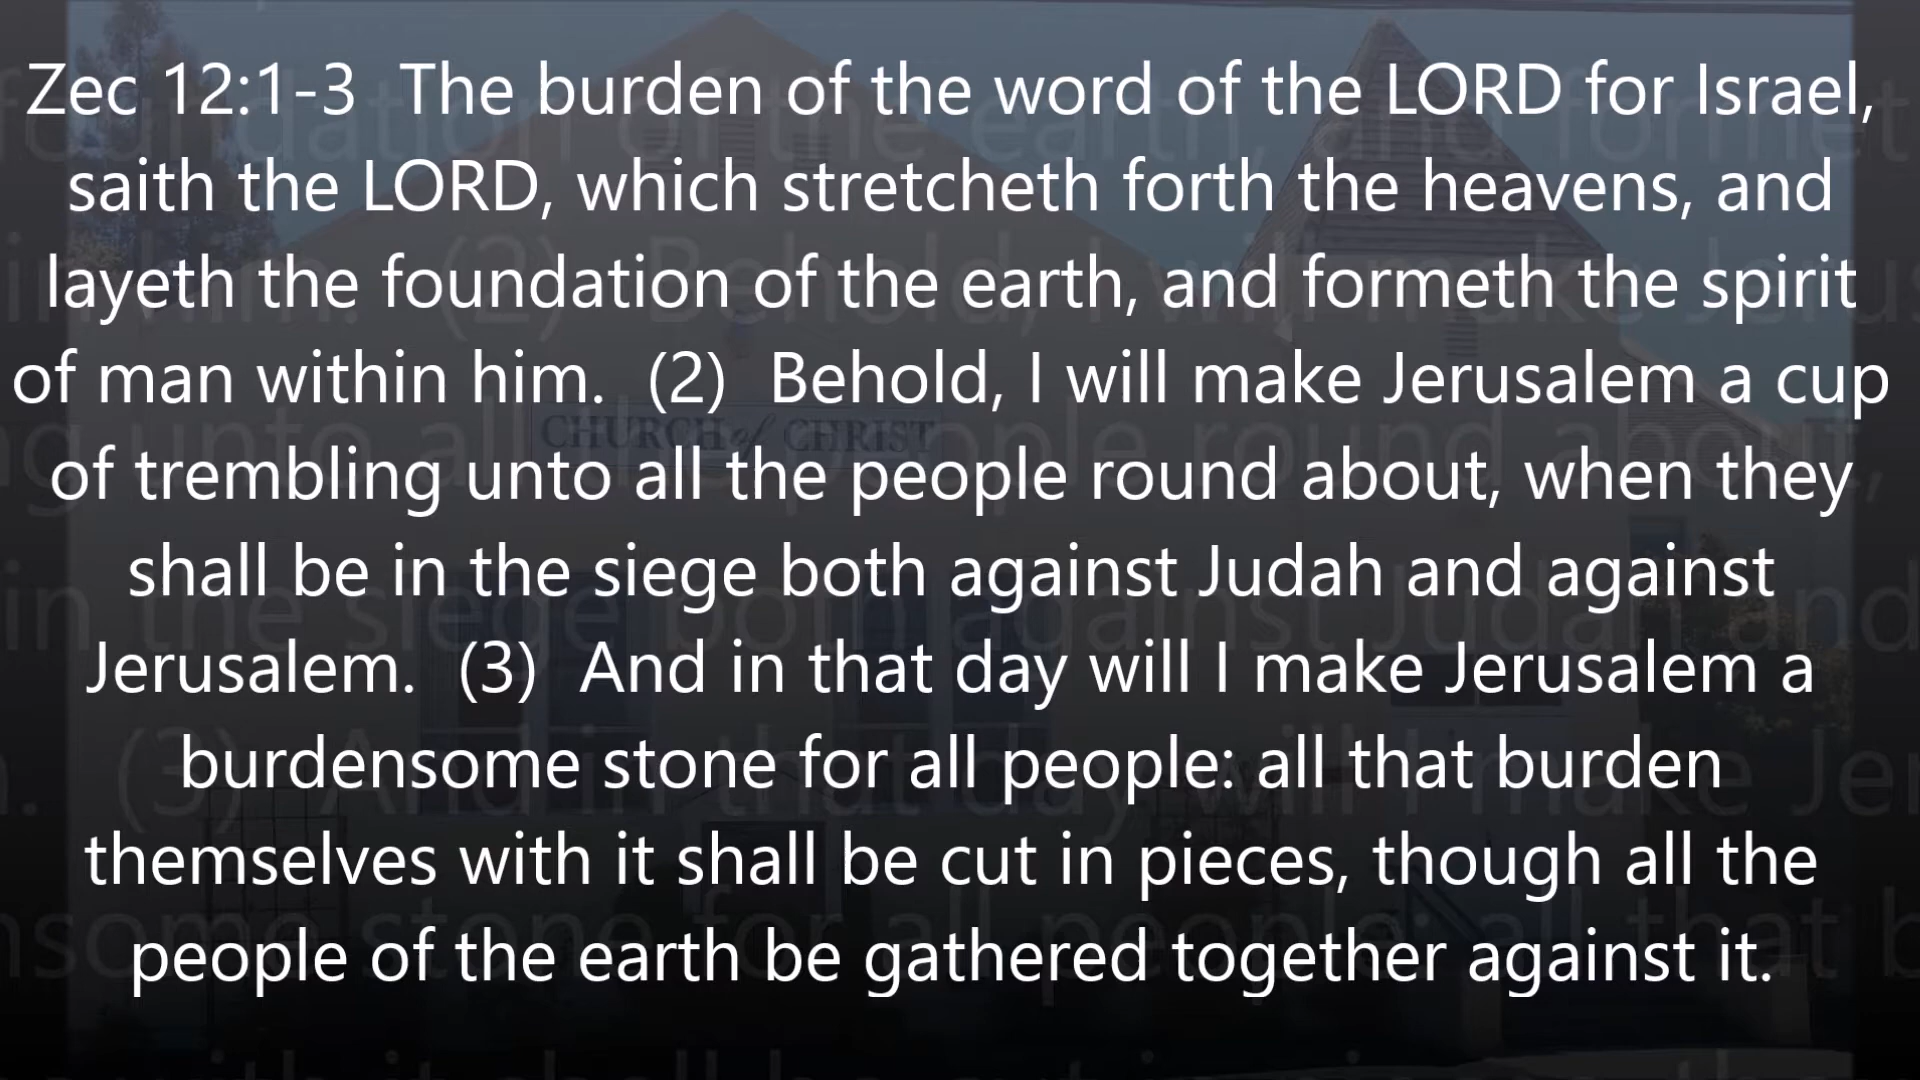 Zec 12:1-3  The burden of the word of the LORD for Israel,
saith the LORD, which stretcheth forth the heavens, and
layeth the foundation of the earth, and formeth the spirit
of man within him.  (2)  Behold, I will make Jerusalem a cup
of trembling unto all the people round about, when they
shall be in the siege both against Judah and against
Jerusalem.  (3)  And in that day will I make Jerusalem a
burdensome stone for all people: all that burden
themselves with it shall be cut in pieces, though all the
people of the earth be gathered together against it.
CHURCH of CHRIST